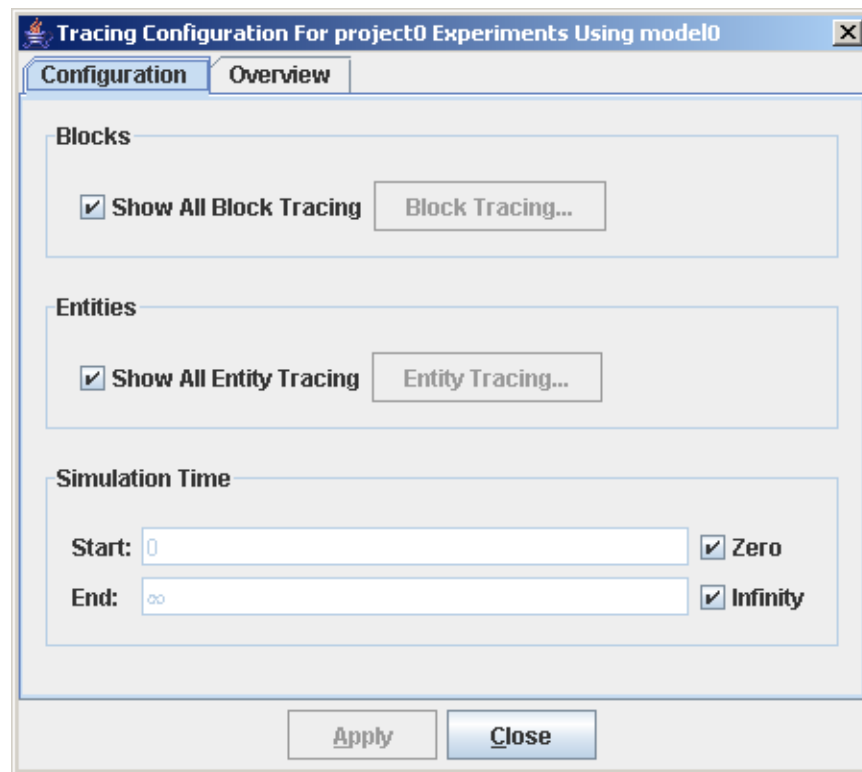 Tracing Configuration For project0 Experiments Using model0
Configuration Overview
Blocks
Show All Block Tracing Block Tracing...
Entities
Show All Entity Tracing Entity Tracing...
Simulation Time
Start: 0 Zero
End: ∞ Infinity
Apply Close